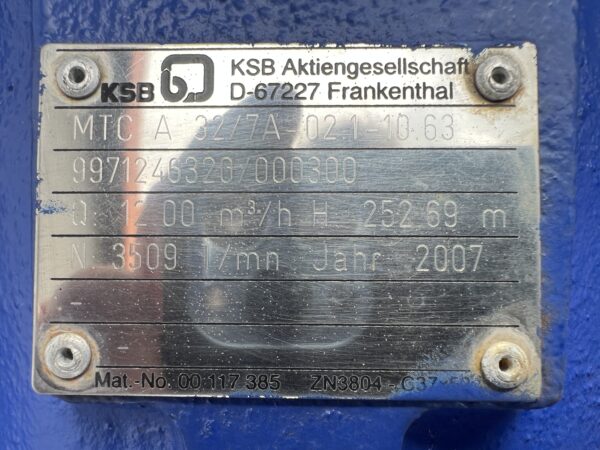 KSB KSB Aktiengesellschaft
D-67227 Frankenthal
MTC A 32/7A-02.1-10.63
9971246320/000300
Q: 12.00 m³/h H 252.69 m
N 3509 1/mn Jahr 2007
Mat.-No. 00 117 385 ZN3804 - C37